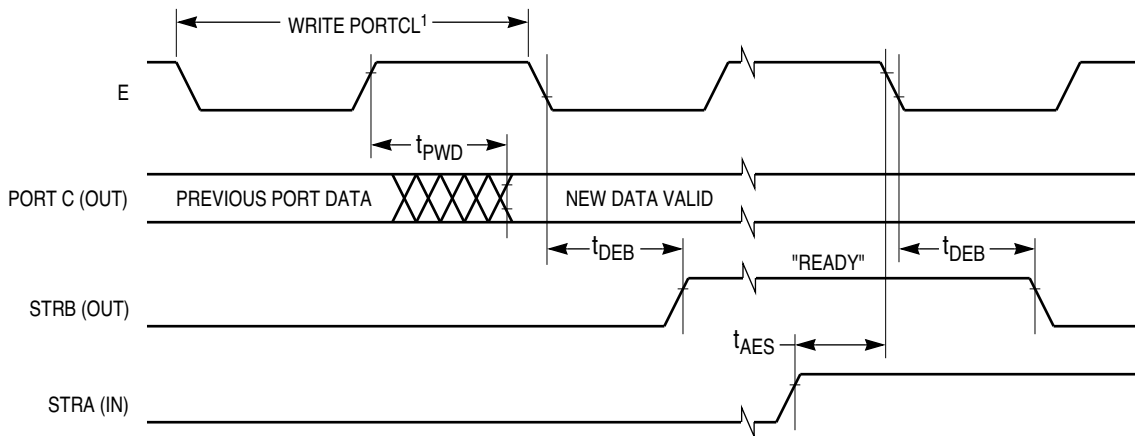 WRITE PORTCL1
E
tPWD
PORT C (OUT)
PREVIOUS PORT DATA
NEW DATA VALID
tDEB
"READY"
tDEB
STRB (OUT)
tAES
STRA (IN)